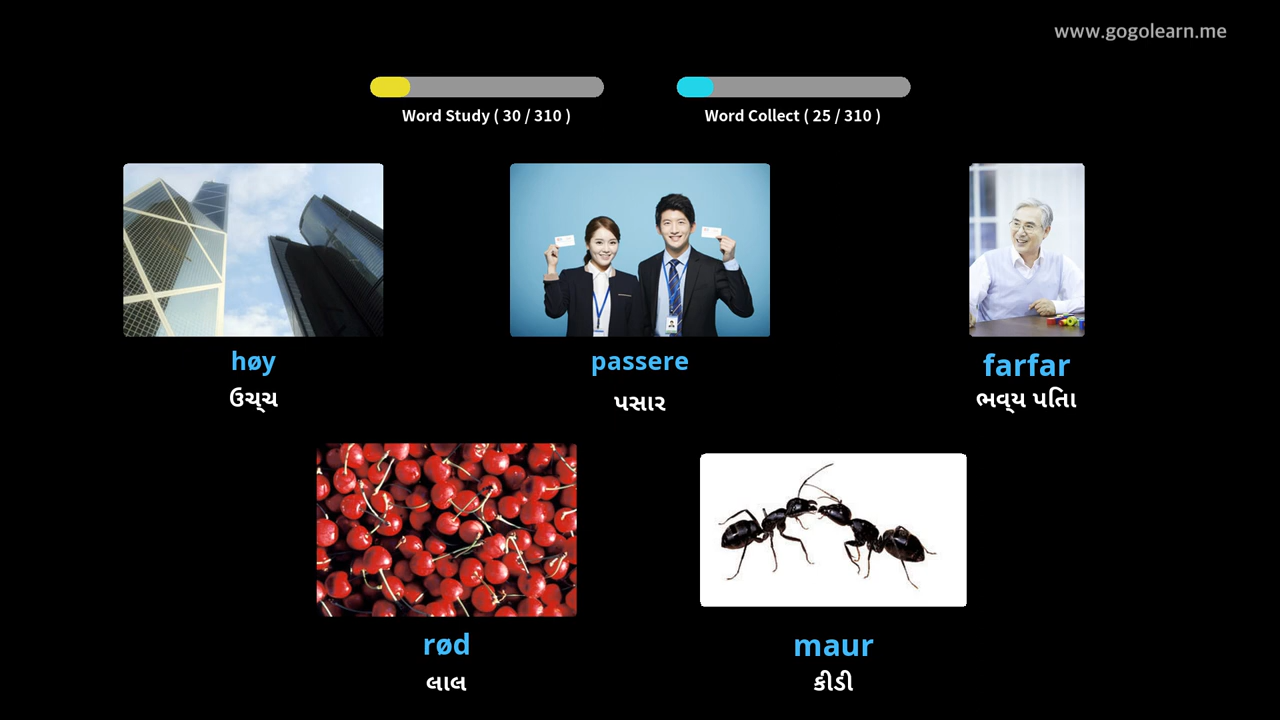 www.gogolearn.me
Word Study ( 30 / 310 )
Word Collect ( 25 / 310 )
høy
ઉચ્ચ
passere
પસાર
farfar
ભવ્ય પિતા
rød
લાલ
maur
કીડી